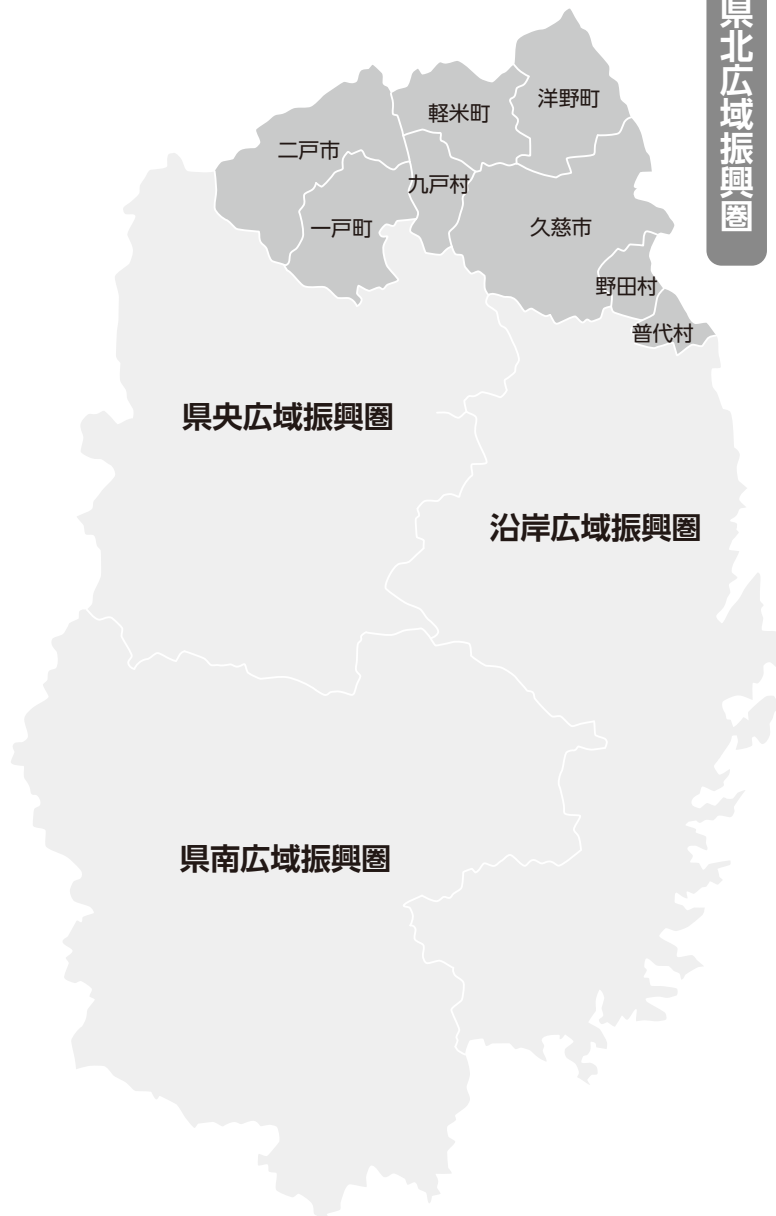 県北広域振興圏
洋野町
軽米町
二戸市
九戸村
一戸町
久慈市
野田村
普代村
県央広域振興圏
沿岸広域振興圏
県南広域振興圏